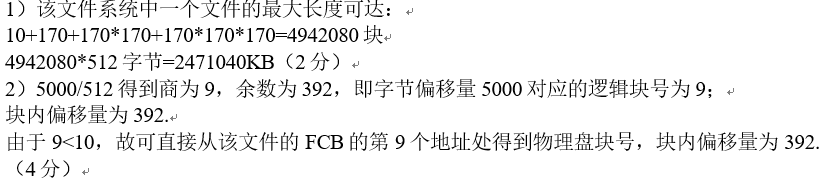 1）该文件系统中一个文件的最大长度可达：
10+170+170*170+170*170*170=4942080 块
4942080*512 字节=2471040KB（2 分）
2）5000/512 得到商为 9，余数为 392，即字节偏移量 5000 对应的逻辑块号为 9；
块内偏移量为 392.
由于 9<10，故可直接从该文件的 FCB 的第 9 个地址处得到物理盘块号，块内偏移量为 392.
（4 分）